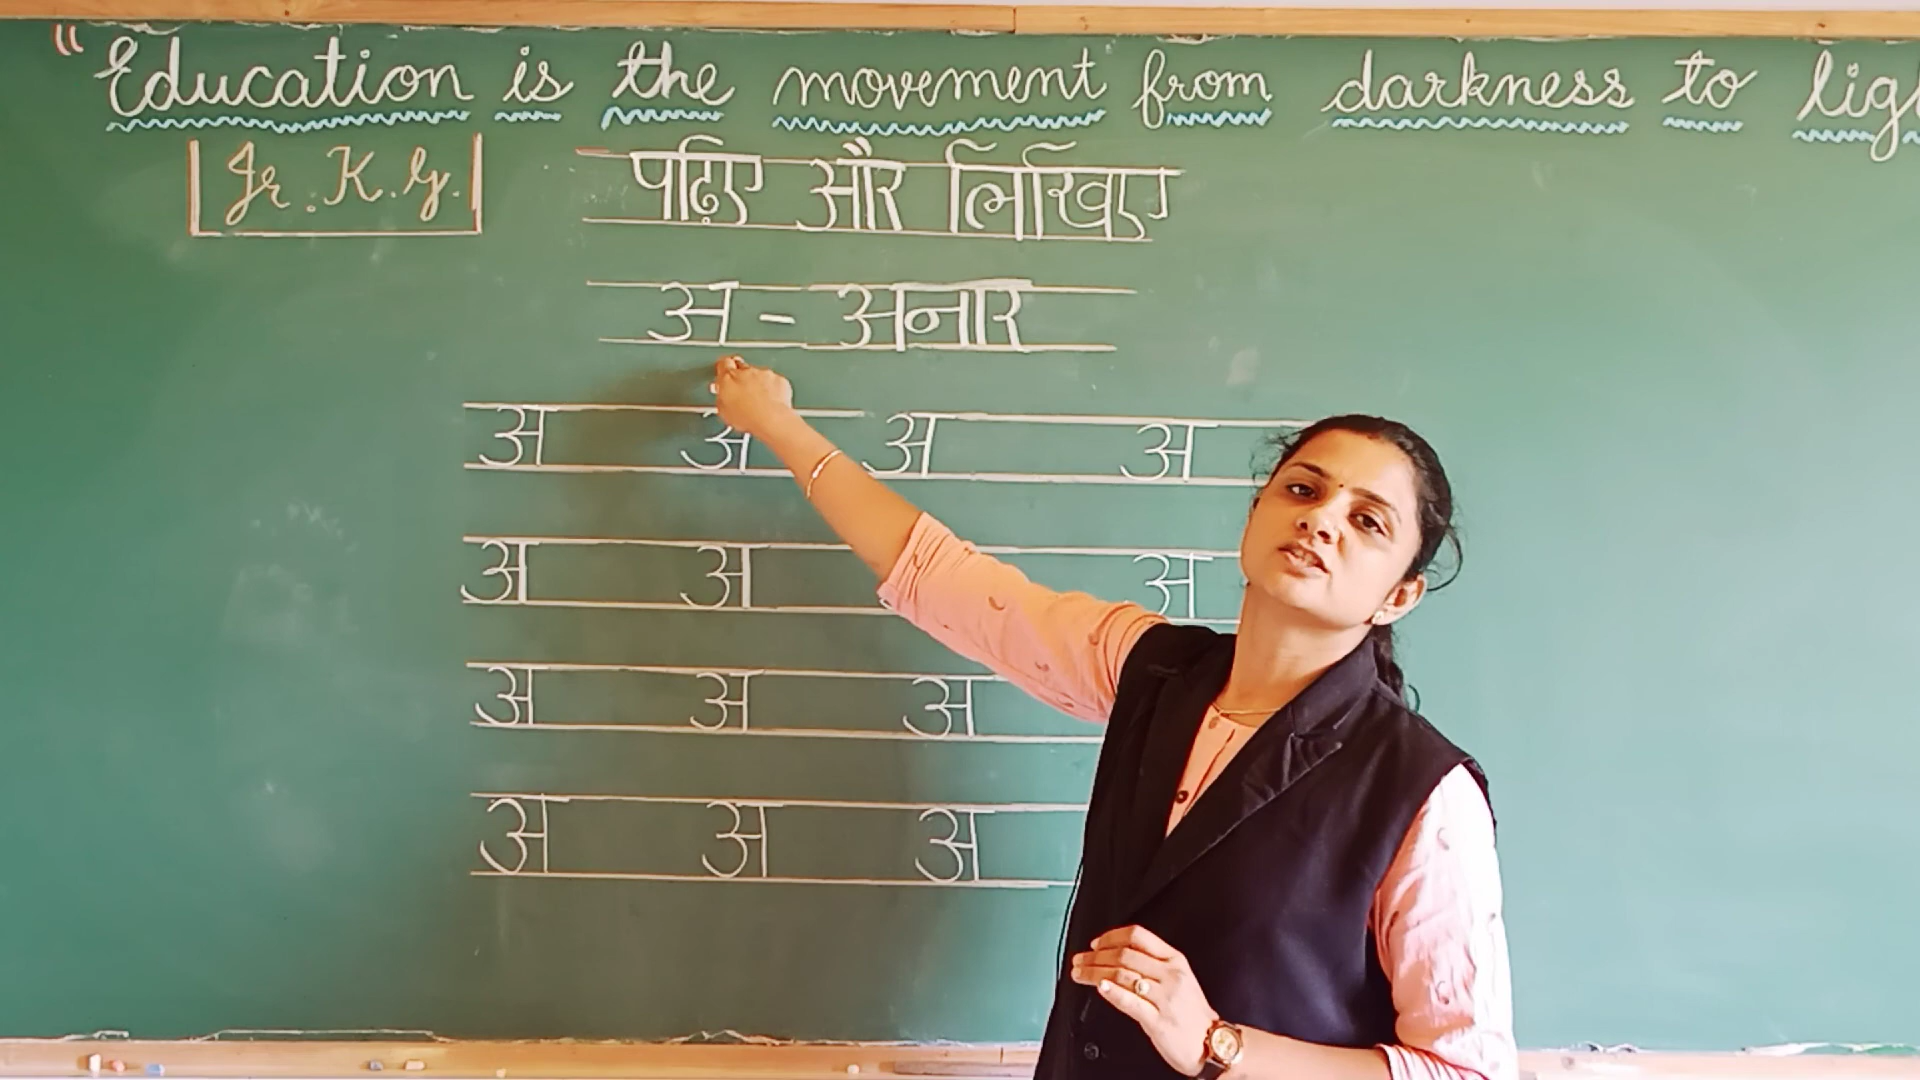 "Education is the movement from darkness to
Jr. K. G.
पढ़िए और लिखिए
अ - अनार
अ अ अ अ
अ अ अ
अ अ अ
अ अ अ